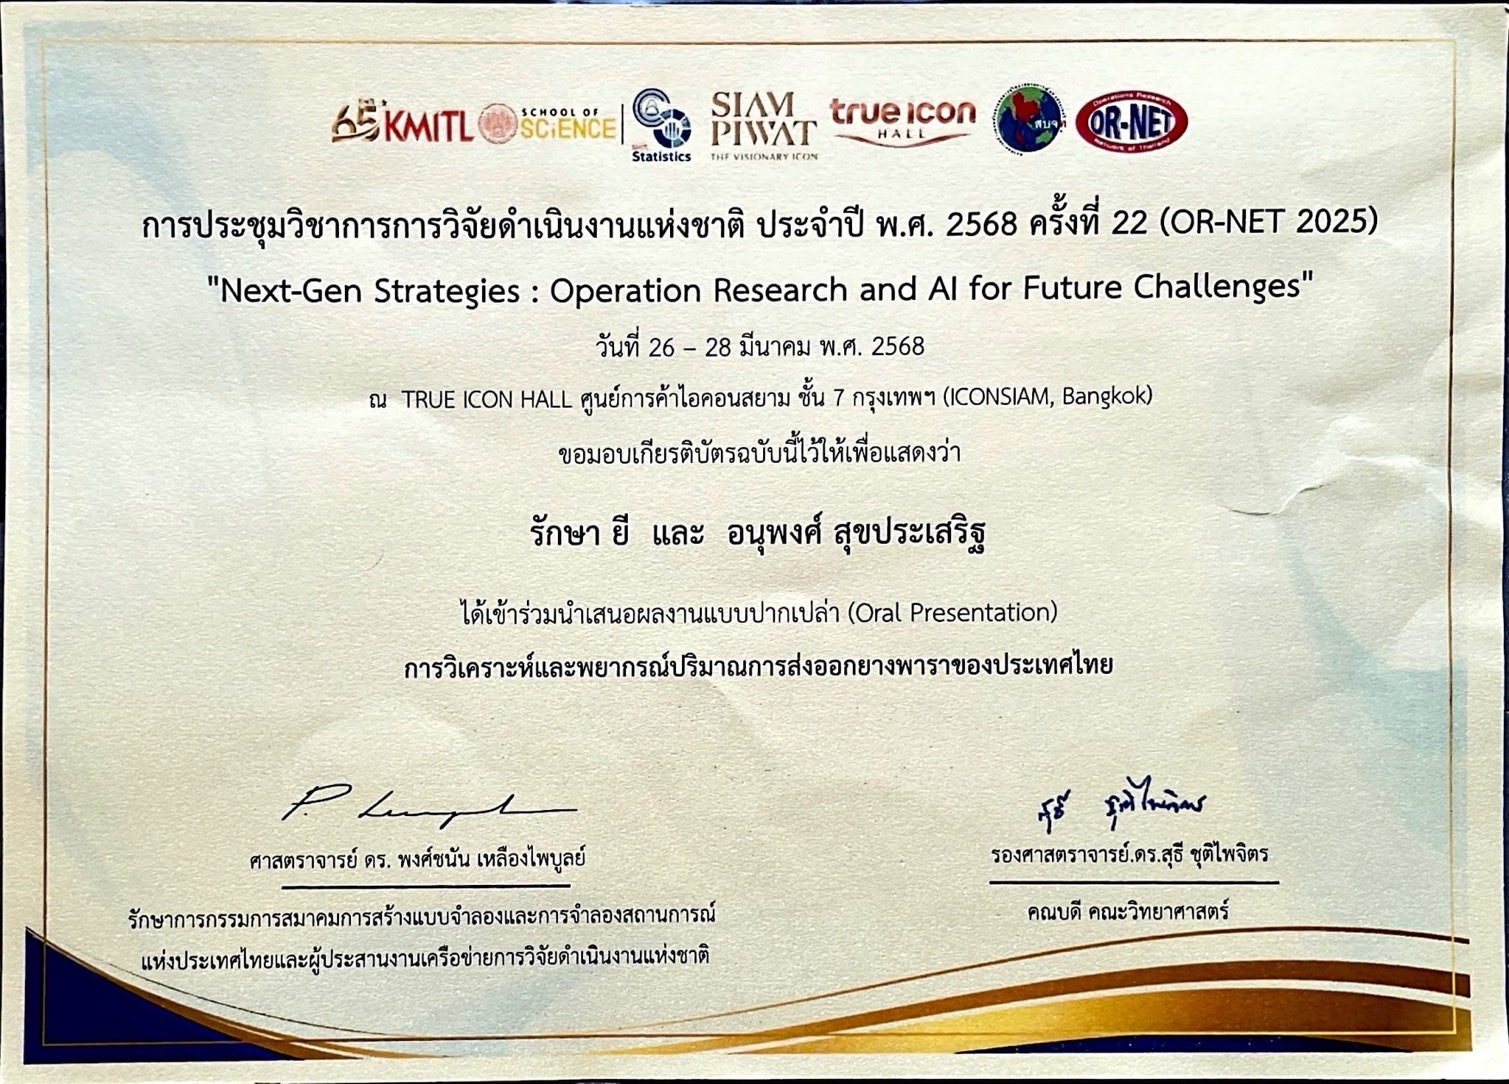 65 KMITL SCHOOL OF SCIENCE Statistics SIAM PIWAT THE VISIONARY ICON true icon HALL สบจท Operations Research OR-NET Network of Thailand
การประชุมวิชาการการวิจัยดำเนินงานแห่งชาติ ประจำปี พ.ศ. 2568 ครั้งที่ 22 (OR-NET 2025)
"Next-Gen Strategies : Operation Research and AI for Future Challenges"
วันที่ 26 – 28 มีนาคม พ.ศ. 2568
ณ TRUE ICON HALL ศูนย์การค้าไอคอนสยาม ชั้น 7 กรุงเทพฯ (ICONSIAM, Bangkok)
ขอมอบเกียรติบัตรฉบับนี้ไว้ให้เพื่อแสดงว่า
รักษา ยี และ อนุพงศ์ สุขประเสริฐ
ได้เข้าร่วมนำเสนอผลงานแบบปากเปล่า (Oral Presentation)
การวิเคราะห์และพยากรณ์ปริมาณการส่งออกยางพาราของประเทศไทย
ศาสตราจารย์ ดร. พงศ์ชนัน เหลืองไพบูลย์
รักษาการกรรมการสมาคมการสร้างแบบจำลองและการจำลองสถานการณ์
แห่งประเทศไทยและผู้ประสานงานเครือข่ายการวิจัยดำเนินงานแห่งชาติ
รองศาสตราจารย์.ดร.สุธี ชุติไพจิตร
คณบดี คณะวิทยาศาสตร์